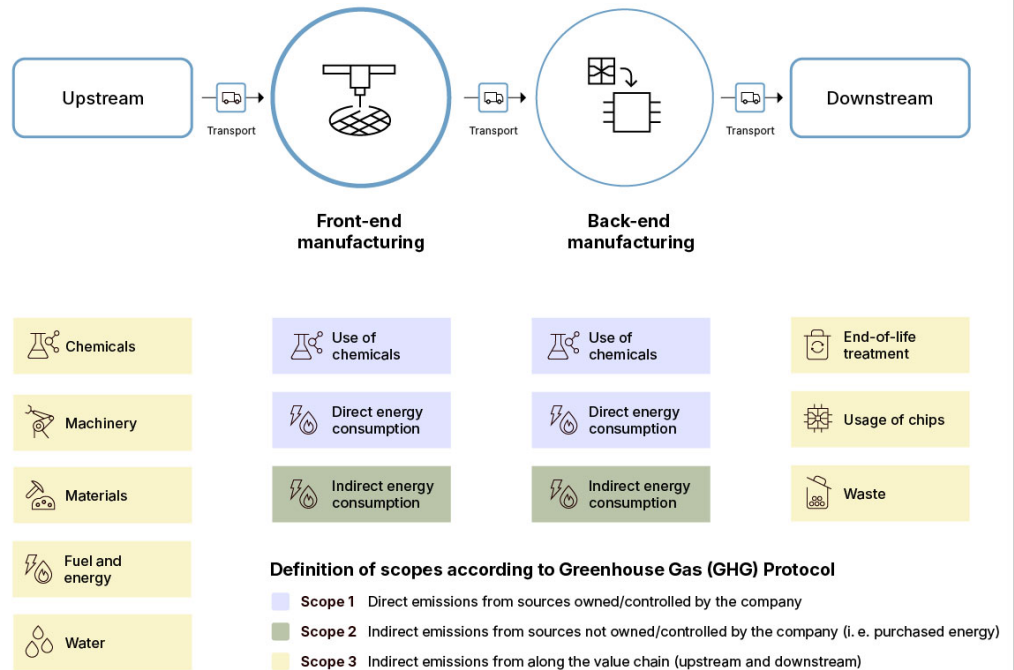 Upstream
Transport
Transport
Transport
Downstream
Front-end
manufacturing
Back-end
manufacturing
Chemicals
Machinery
Materials
Fuel and
energy
Water
Use of
chemicals
Direct energy
consumption
Indirect energy
consumption
Use of
chemicals
Direct energy
consumption
Indirect energy
consumption
End-of-life
treatment
Usage of chips
Waste
Definition of scopes according to Greenhouse Gas (GHG) Protocol
Scope 1 Direct emissions from sources owned/controlled by the company
Scope 2 Indirect emissions from sources not owned/controlled by the company (i. e. purchased energy)
Scope 3 Indirect emissions from along the value chain (upstream and downstream)